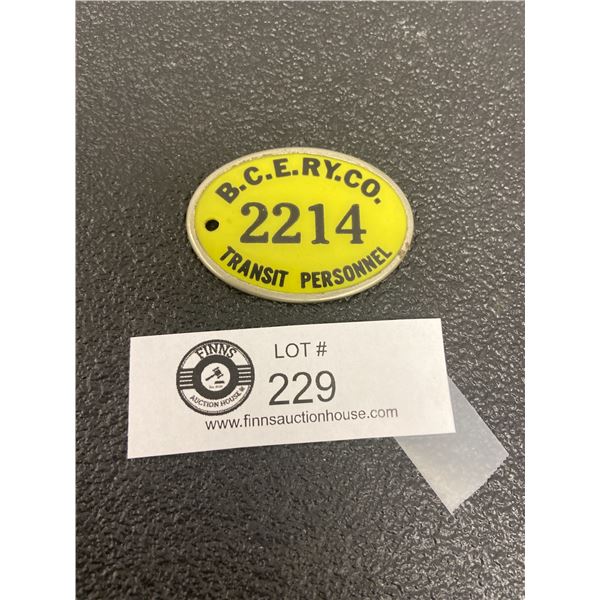 B.C.E.RY.CO.
2214
TRANSIT PERSONNEL
FINNS
AUCTION HOUSE
LOT #
229
www.finnsauctionhouse.com